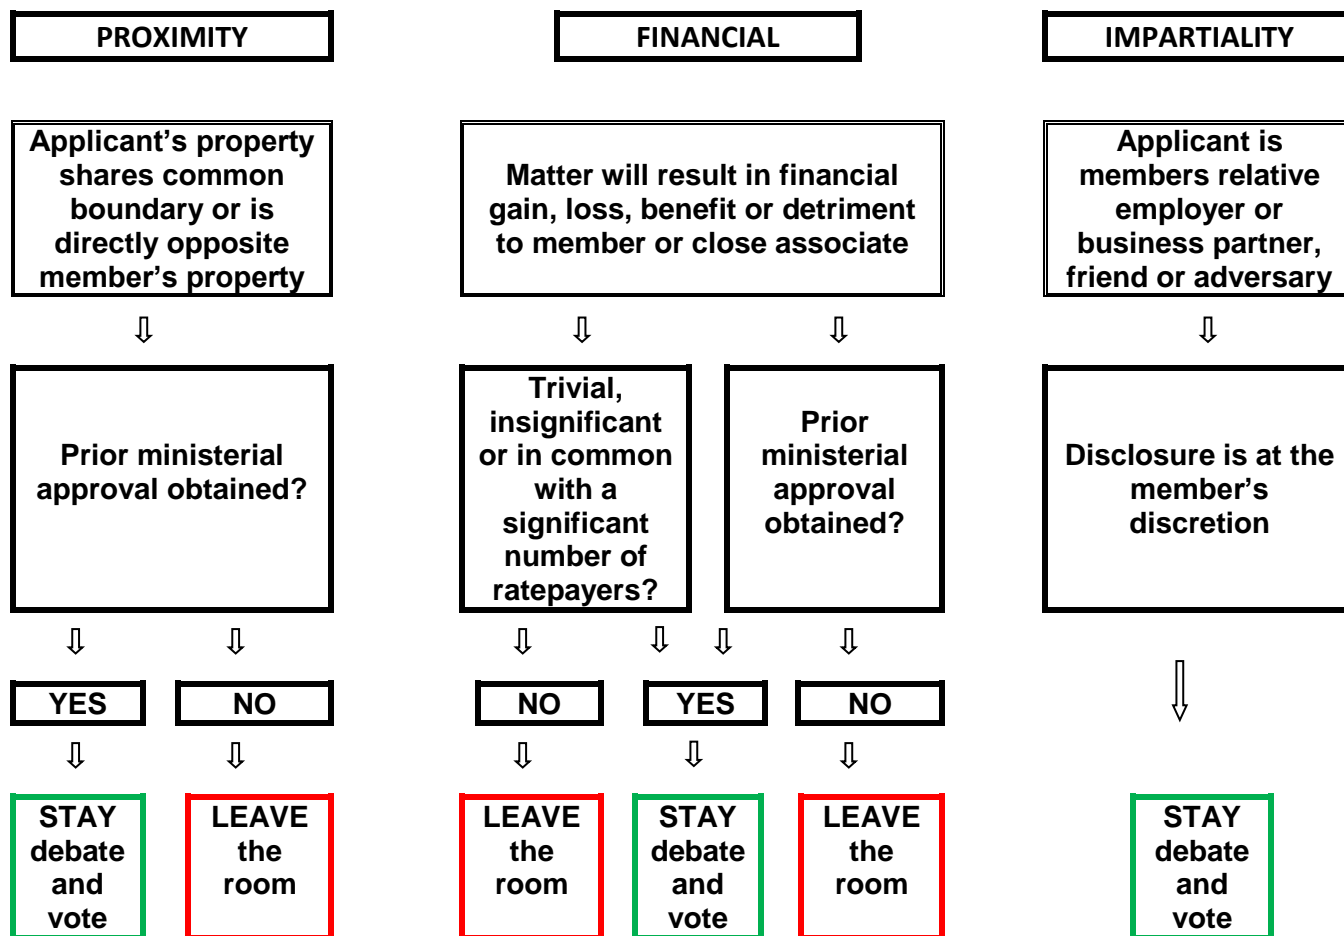 PROXIMITY
FINANCIAL
IMPARTIALITY
Applicant’s property
shares common
boundary or is
directly opposite
member’s property
Matter will result in financial
gain, loss, benefit or detriment
to member or close associate
Applicant is
members relative
employer or
business partner,
friend or adversary
Prior ministerial
approval obtained?
Trivial,
insignificant
or in common
with a
significant
number of
ratepayers?
Prior
ministerial
approval
obtained?
Disclosure is at the
member’s
discretion
YES
NO
NO
YES
NO
STAY
debate
and
vote
LEAVE
the
room
LEAVE
the
room
STAY
debate
and
vote
LEAVE
the
room
STAY
debate
and
vote